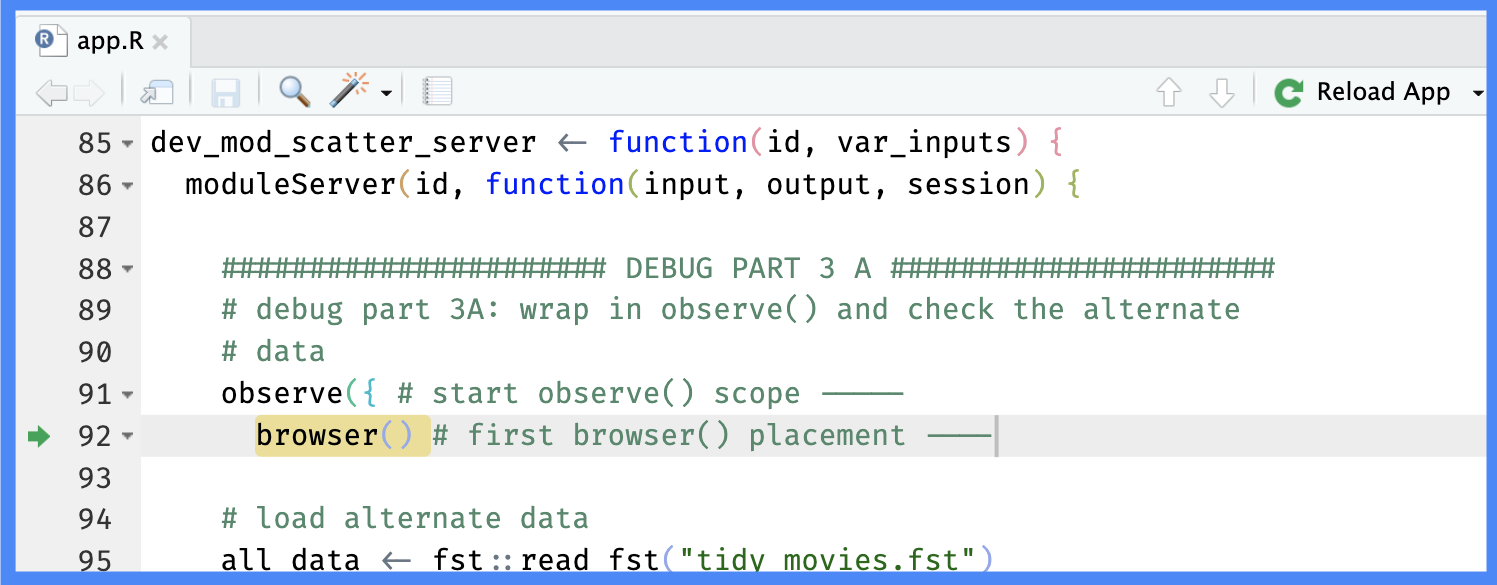 app.R
Reload App
85 dev_mod_scatter_server <- function(id, var_inputs) {
86 moduleServer(id, function(input, output, session) {
87
88 ###################### DEBUG PART 3 A ######################
89 # debug part 3A: wrap in observe() and check the alternate
90 # data
91 observe({ # start observe() scope -----
92 browser() # first browser() placement ----
93
94 # load alternate data
95 all_data <- fst::read_fst("tidy_movies.fst")